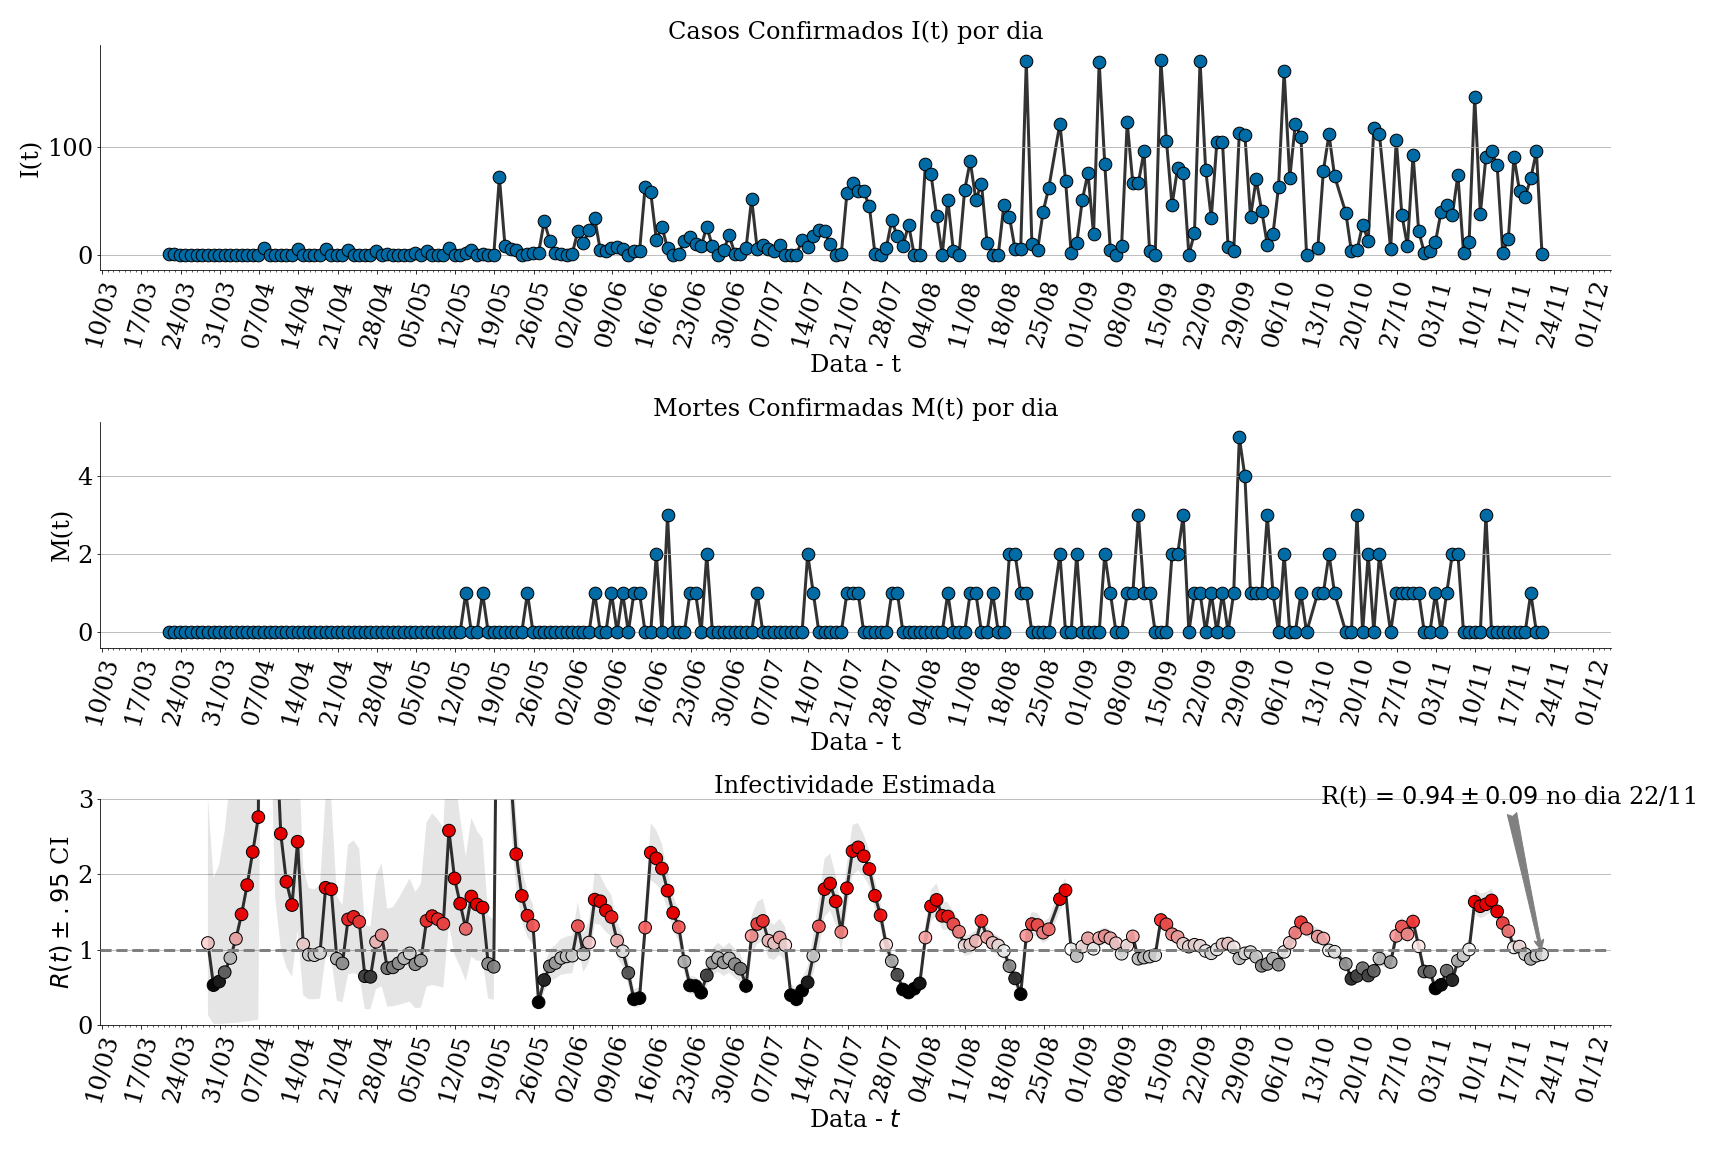 Casos Confirmados I(t) por dia
I(t)
100
0
10/03 17/03 24/03 31/03 07/04 14/04 21/04 28/04 05/05 12/05 19/05 26/05 02/06 09/06 16/06 23/06 30/06 07/07 14/07 21/07 28/07 04/08 11/08 18/08 25/08 01/09 08/09 15/09 22/09 29/09 06/10 13/10 20/10 27/10 03/11 10/11 17/11 24/11 01/12
Data - t
Mortes Confirmadas M(t) por dia
M(t)
4
2
0
10/03 17/03 24/03 31/03 07/04 14/04 21/04 28/04 05/05 12/05 19/05 26/05 02/06 09/06 16/06 23/06 30/06 07/07 14/07 21/07 28/07 04/08 11/08 18/08 25/08 01/09 08/09 15/09 22/09 29/09 06/10 13/10 20/10 27/10 03/11 10/11 17/11 24/11 01/12
Data - t
Infectividade Estimada
R(t) = 0.94 ± 0.09 no dia 22/11
R(t) ± .95 CI
3
2
1
0
10/03 17/03 24/03 31/03 07/04 14/04 21/04 28/04 05/05 12/05 19/05 26/05 02/06 09/06 16/06 23/06 30/06 07/07 14/07 21/07 28/07 04/08 11/08 18/08 25/08 01/09 08/09 15/09 22/09 29/09 06/10 13/10 20/10 27/10 03/11 10/11 17/11 24/11 01/12
Data - t